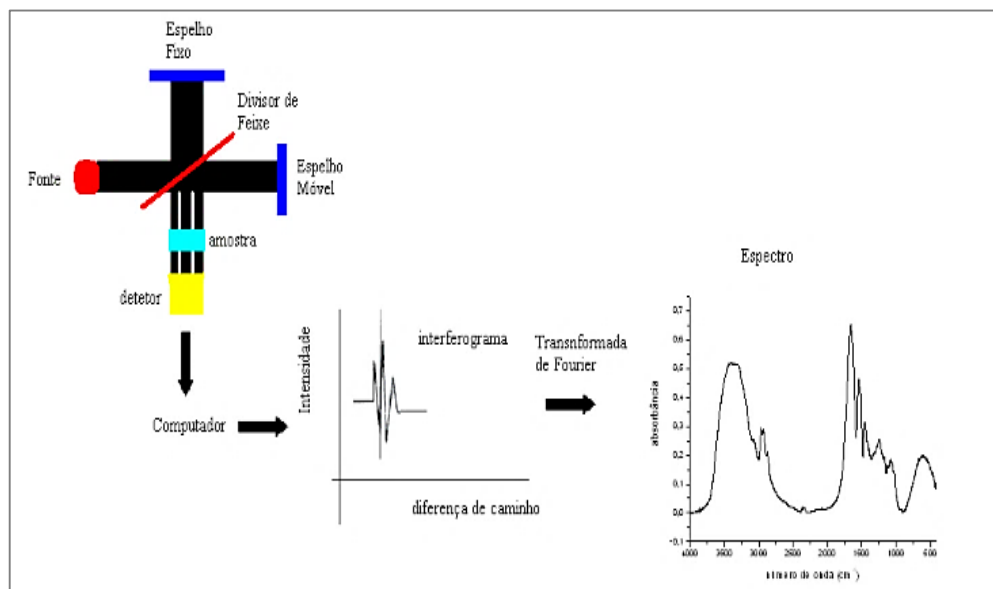 Espelho
Fixo
Divisor de
Feixe
Fonte
Espelho
Móvel
amostra
detetor
Computador
Intensidade
interferograma
diferença de caminho
Transnformada
de Fourier
Espectro
absorbância
0,7
0,6
0,5
0,4
0,3
0,2
0,1
0,0
-0,1
4000 3500 3000 2500 2000 1500 1000 500
número de onda (cm